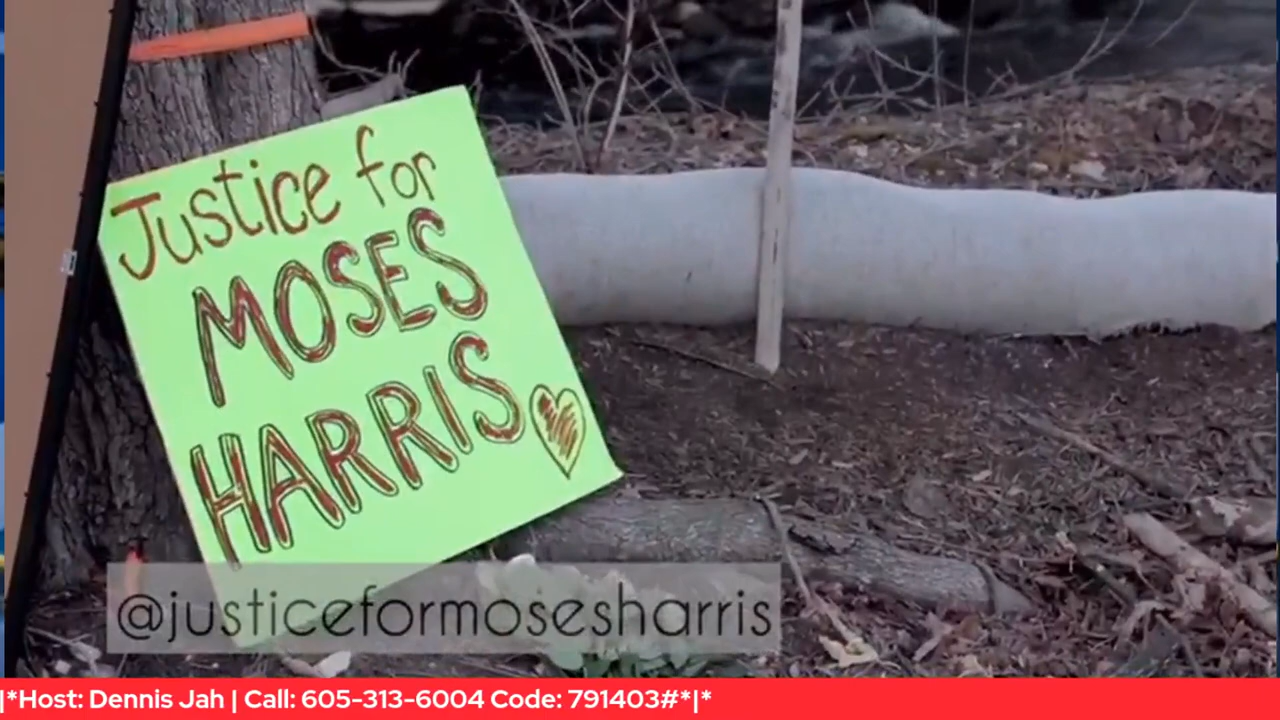 Justice for
MOSES
HARRIS
@justiceformosesharris
|*Host: Dennis Jah | Call: 605-313-6004 Code: 791403#*|*